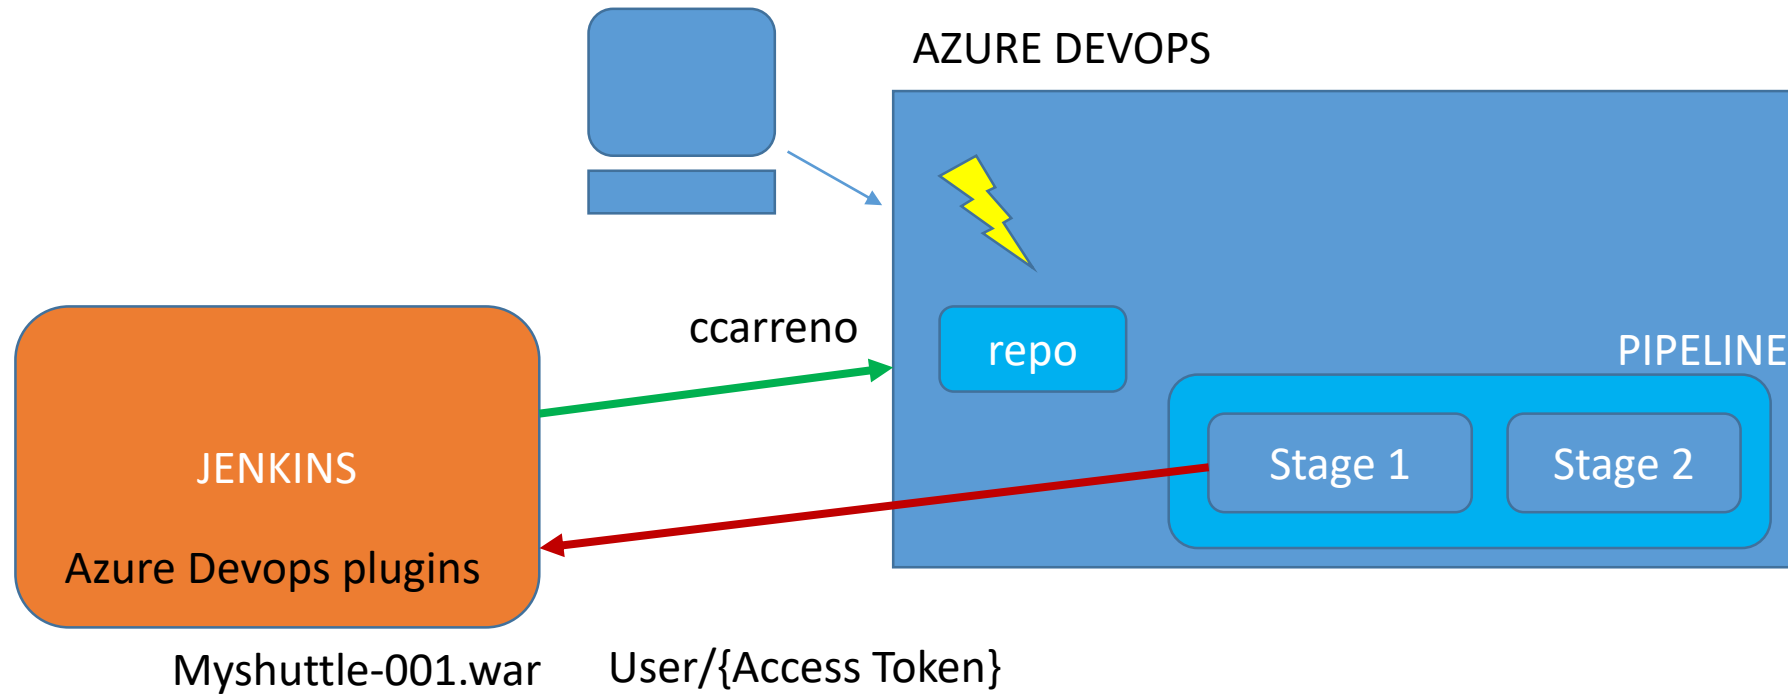 AZURE DEVOPS
ccarreno
repo
PIPELINE
Stage 1
Stage 2
JENKINS
Azure Devops plugins
Myshuttle-001.war
User/{Access Token}